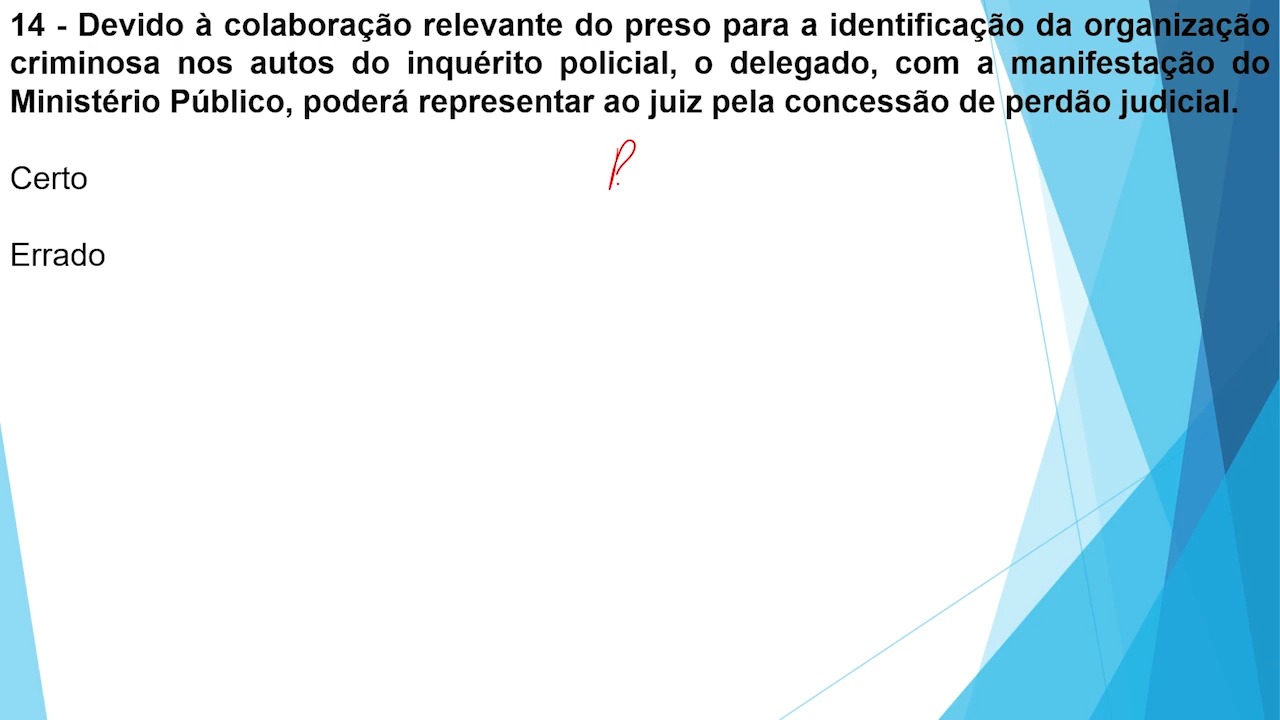 14 - Devido à colaboração relevante do preso para a identificação da organização
criminosa nos autos do inquérito policial, o delegado, com a manifestação do
Ministério Público, poderá representar ao juiz pela concessão de perdão judicial.
Certo
Errado